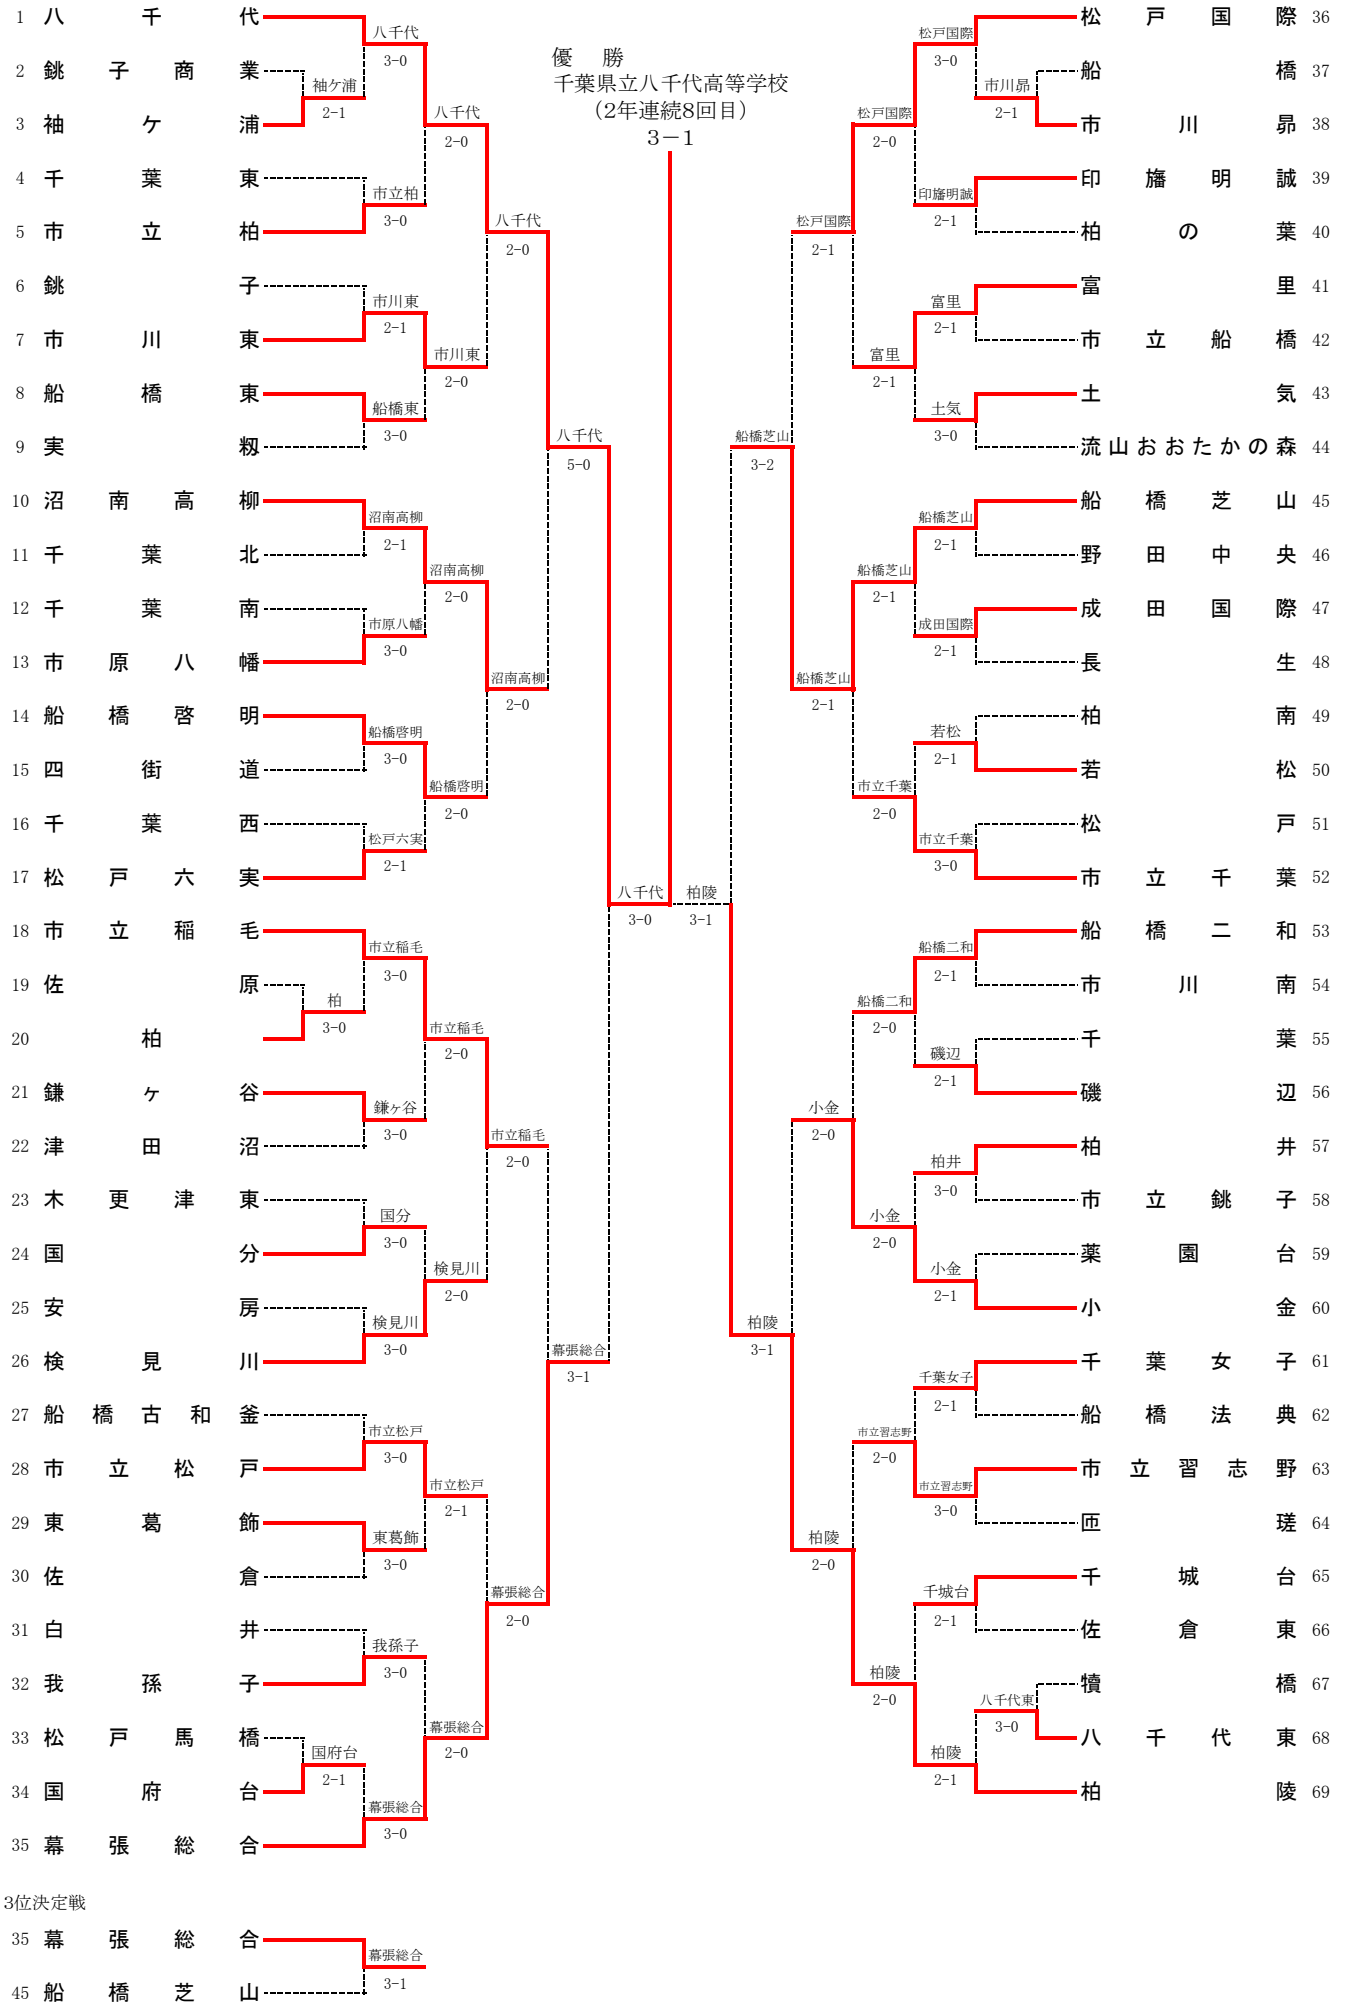 優勝
千葉県立八千代高等学校
（2年連続8回目）
3－1
1 八千代
2 銚子商業
3 袖ケ浦
4 千葉東
5 市立柏
6 銚子
7 市川東
8 船橋東
9 実籾
10 沼南高柳
11 千葉北
12 千葉南
13 市原八幡
14 船橋啓明
15 四街道
16 千葉西
17 松戸六実
18 市立稲毛
19 佐原
20 柏
21 鎌ヶ谷
22 津田沼
23 木更津東
24 国分
25 安房
26 検見川
27 船橋古和釜
28 市立松戸
29 東葛飾
30 佐倉
31 白井
32 我孫子
33 松戸馬橋
34 国府台
35 幕張総合
袖ケ浦
2-1
柏
3-0
国府台
2-1
八千代
3-0
市立柏
3-0
市川東
2-1
船橋東
3-0
沼南高柳
2-1
市原八幡
3-0
船橋啓明
3-0
松戸六実
2-1
市立稲毛
3-0
鎌ヶ谷
3-0
国分
3-0
検見川
3-0
市立松戸
3-0
東葛飾
3-0
我孫子
3-0
幕張総合
3-0
八千代
2-0
市川東
2-0
沼南高柳
2-0
船橋啓明
2-0
市立稲毛
2-0
検見川
2-0
市立松戸
2-1
幕張総合
2-0
八千代
2-0
沼南高柳
2-0
市立稲毛
2-0
幕張総合
2-0
八千代
5-0
幕張総合
3-1
八千代
3-0
柏陵
3-1
船橋芝山
3-2
柏陵
3-1
松戸国際
2-1
船橋芝山
2-1
小金
2-0
柏陵
2-0
松戸国際
2-0
富里
2-1
船橋芝山
2-1
市立千葉
2-0
船橋二和
2-0
小金
2-0
市立習志野
2-0
柏陵
2-0
松戸国際
3-0
印旛明誠
2-1
富里
2-1
土気
3-0
船橋芝山
2-1
成田国際
2-1
若松
2-1
市立千葉
3-0
船橋二和
2-1
磯辺
2-1
柏井
3-0
小金
2-1
千葉女子
2-1
市立習志野
3-0
千城台
2-1
柏陵
2-1
市川昴
2-1
八千代東
3-0
松戸国際 36
船橋 37
市川昴 38
印旛明誠 39
柏の葉 40
富里 41
市立船橋 42
土気 43
流山おおたかの森 44
船橋芝山 45
野田中央 46
成田国際 47
長生 48
柏南 49
若松 50
松戸 51
市立千葉 52
船橋二和 53
市川南 54
千葉 55
磯辺 56
柏井 57
市立銚子 58
薬園台 59
小金 60
千葉女子 61
船橋法典 62
市立習志野 63
匝瑳 64
千城台 65
佐倉東 66
犢橋 67
八千代東 68
柏陵 69
3位決定戦
35 幕張総合
45 船橋芝山
幕張総合
3-1